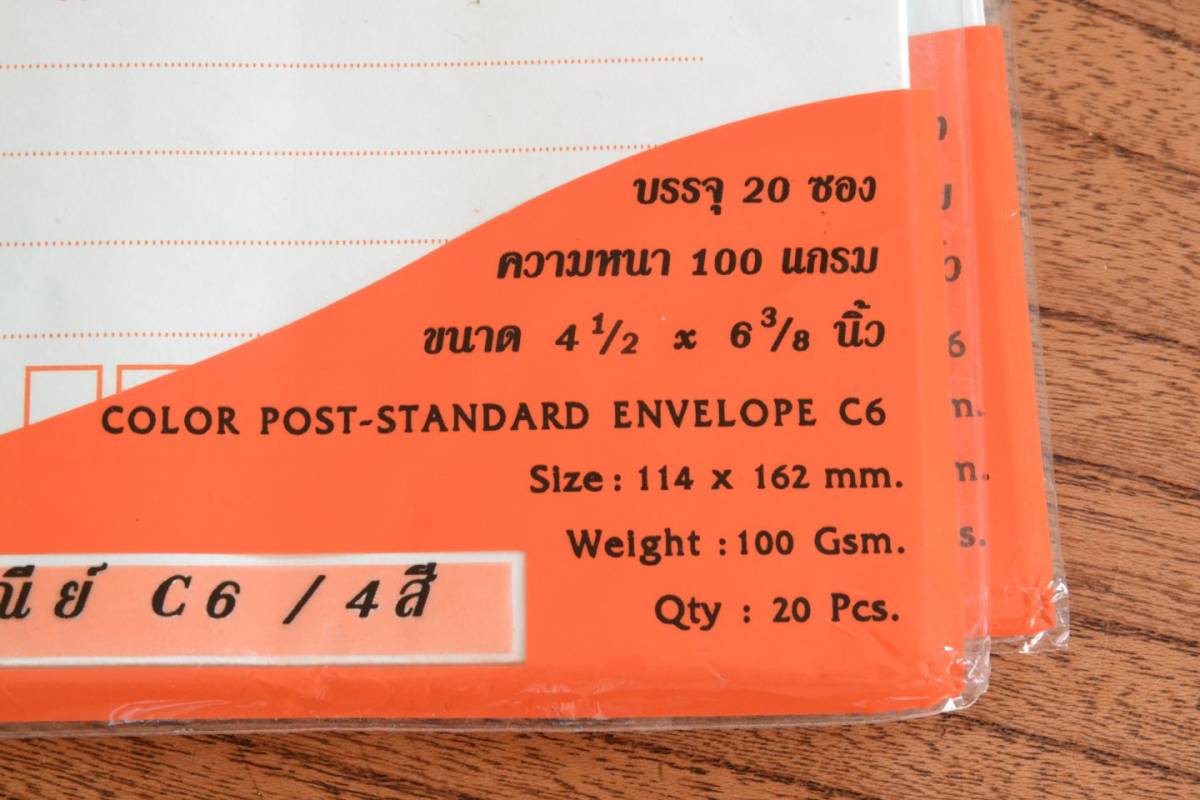 บรรจุ 20 ซอง
ความหนา 100 แกรม
ขนาด 4 1/2 x 6 3/8 นิ้ว
COLOR POST-STANDARD ENVELOPE C6
Size : 114 x 162 mm.
Weight : 100 Gsm.
Qty : 20 Pcs.
C6 / 4สี